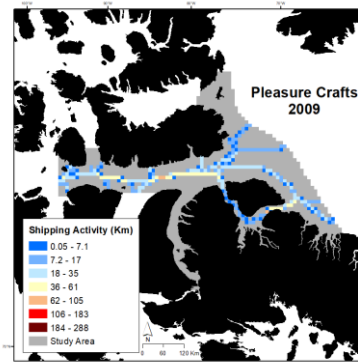 Pleasure Crafts
2009
Shipping Activity (Km)
0.05 - 7.1
7.2 - 17
18 - 35
36 - 61
62 - 105
106 - 183
184 - 288
Study Area
N
0
60
120 Km